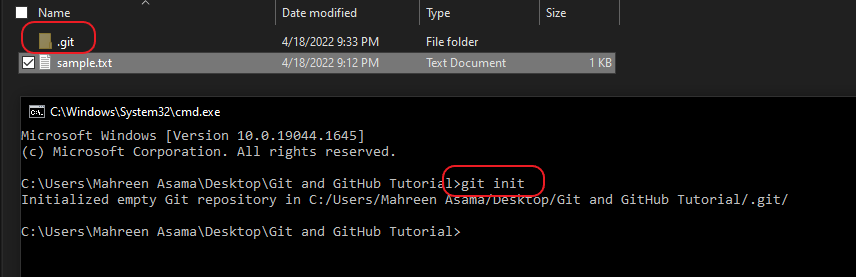 Name Date modified Type Size
.git 4/18/2022 9:33 PM File folder
sample.txt 4/18/2022 9:12 PM Text Document 1 KB
C:\Windows\System32\cmd.exe
Microsoft Windows [Version 10.0.19044.1645]
(c) Microsoft Corporation. All rights reserved.
C:\Users\Mahreen Asama\Desktop\Git and GitHub Tutorial>git init
Initialized empty Git repository in C:/Users/Mahreen Asama/Desktop/Git and GitHub Tutorial/.git/
C:\Users\Mahreen Asama\Desktop\Git and GitHub Tutorial>